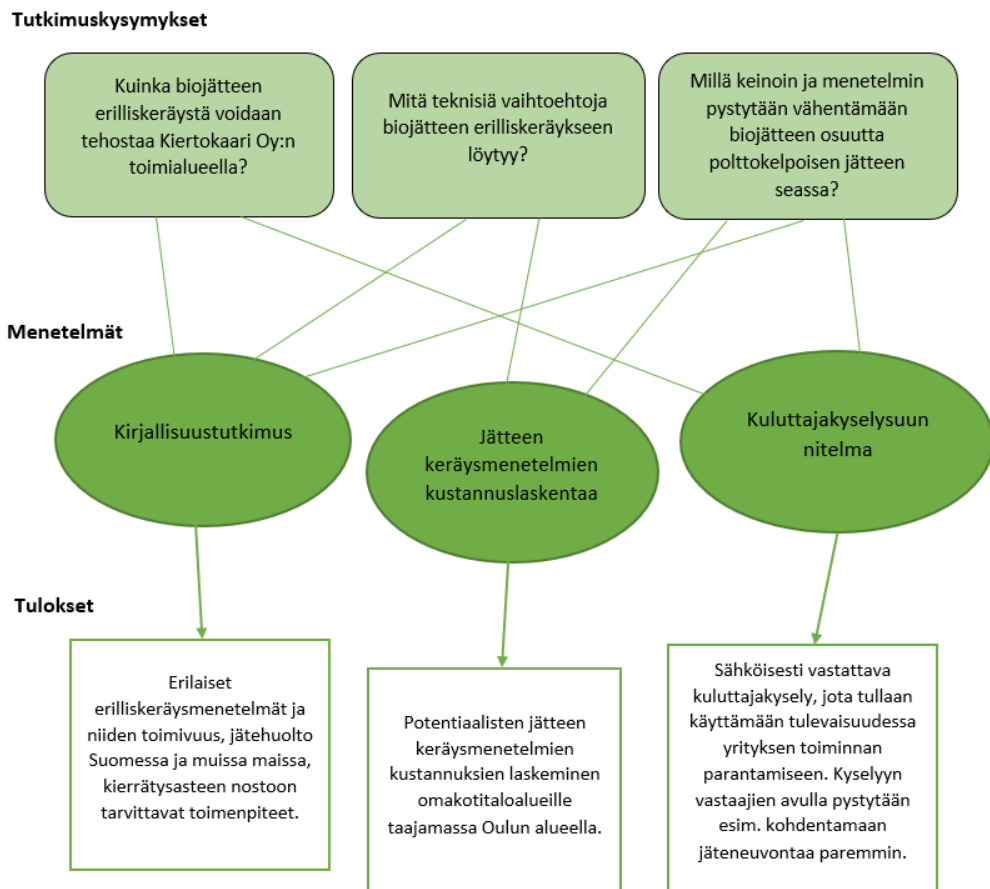 Tutkimuskysymykset
Kuinka biojätteen
erilliskeräystä voidaan
tehostaa Kiertokaari Oy:n
toimialueella?
Mitä teknisiä vaihtoehtoja
biojätteen erilliskeräykseen
löytyy?
Millä keinoin ja menetelmin
pystytään vähentämään
biojätteen osuutta
polttokelpoisen jätteen
seassa?
Menetelmät
Kirjallisuustutkimus
Jätteen
keräysmenetelmien
kustannuslaskentaa
Kuluttajakyselysuun
nitelma
Tulokset
Erilaiset
erilliskeräysmenetelmät ja
niiden toimivuus, jätehuolto
Suomessa ja muissa maissa,
kierrätysasteen nostoon
tarvittavat toimenpiteet.
Potentiaalisten jätteen
keräysmenetelmien
kustannuksien laskeminen
omakotitaloalueille
taajamassa Oulun alueella.
Sähköisesti vastattava
kuluttajakysely, jota tullaan
käyttämään tulevaisuudessa
yrityksen toiminnan
parantamiseen. Kyselyyn
vastaajien avulla pystytään
esim. kohdentamaan
jäteneuvontaa paremmin.